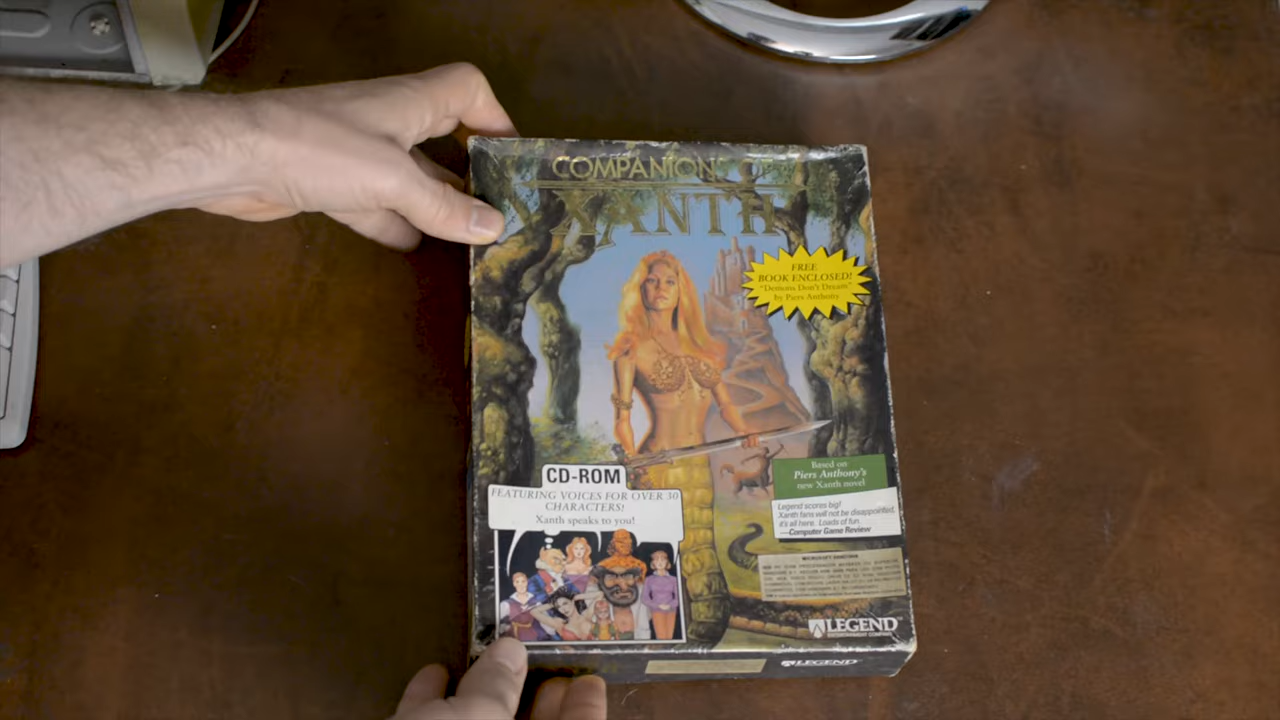 COMPANIONS OF
XANTH
FREE
BOOK ENCLOSED!
"Demons Don't Dream"
by Piers Anthony
CD-ROM
FEATURING VOICES FOR OVER 30
CHARACTERS!
Xanth speaks to you!
Based on
Piers Anthony's
new Xanth novel
Legend scores big!
Xanth fans will not be disappointed,
it's all here. Loads of fun.
—Computer Game Review
LEGEND
ENTERTAINMENT COMPANY
LEGEND